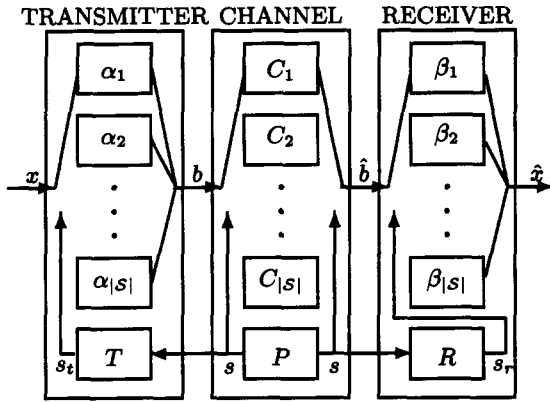 TRANSMITTER CHANNEL RECEIVER
α₁ C₁ β₁
α₂ C₂ β₂
x b b̂ x̂
α|S| C|S| β|S|
T P R
sₜ s s sᵣ